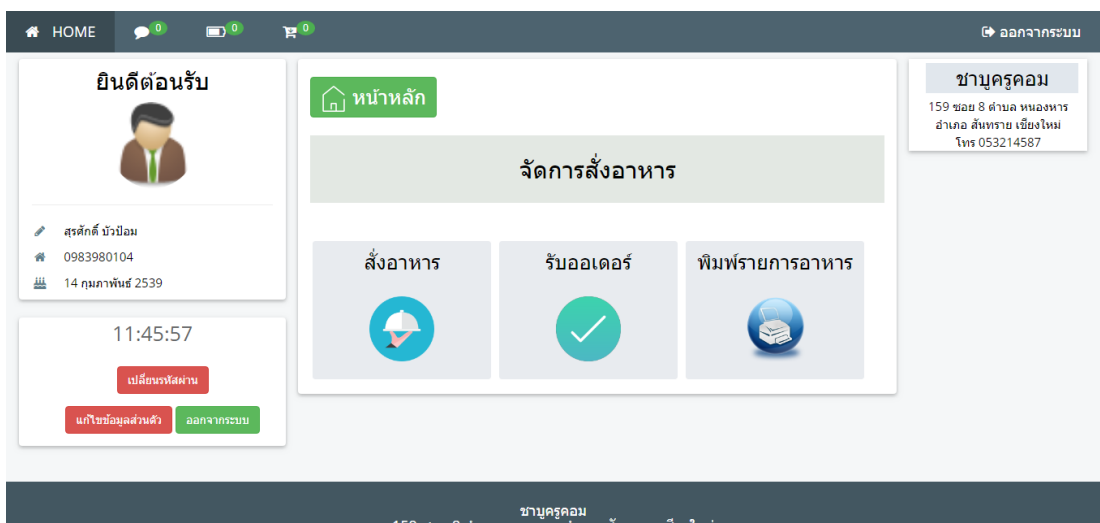 HOME
0
0
0
ออกจากระบบ
ยินดีต้อนรับ
สุรศักดิ์ บัวป้อม
0983980104
14 กุมภาพันธ์ 2539
11:45:57
เปลี่ยนรหัสผ่าน
แก้ไขข้อมูลส่วนตัว
ออกจากระบบ
หน้าหลัก
จัดการสั่งอาหาร
สั่งอาหาร
รับออเดอร์
พิมพ์รายการอาหาร
ชาบูครูคอม
159 ซอย 8 ตำบล หนองหาร
อำเภอ สันทราย เชียงใหม่
โทร 053214587
ชาบูครูคอม